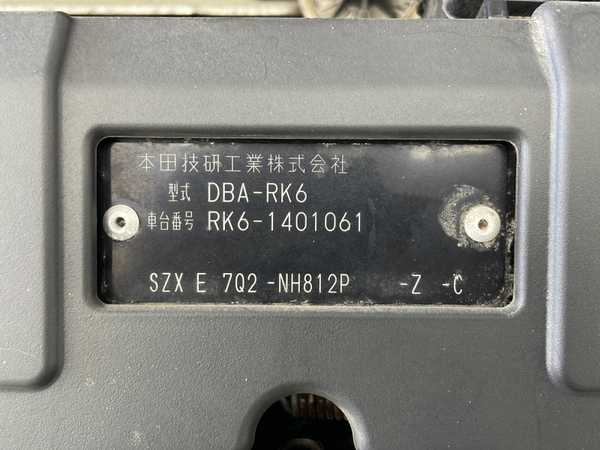 本田技研工業株式会社
型式 DBA-RK6
車台番号 RK6-1401061
SZX E 7Q2 -NH812P -Z -C